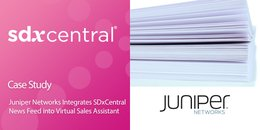 sdxcentral
Case Study
Juniper Networks Integrates SDxCentral
News Feed into Virtual Sales Assistant
JUNIPER
NETWORKS